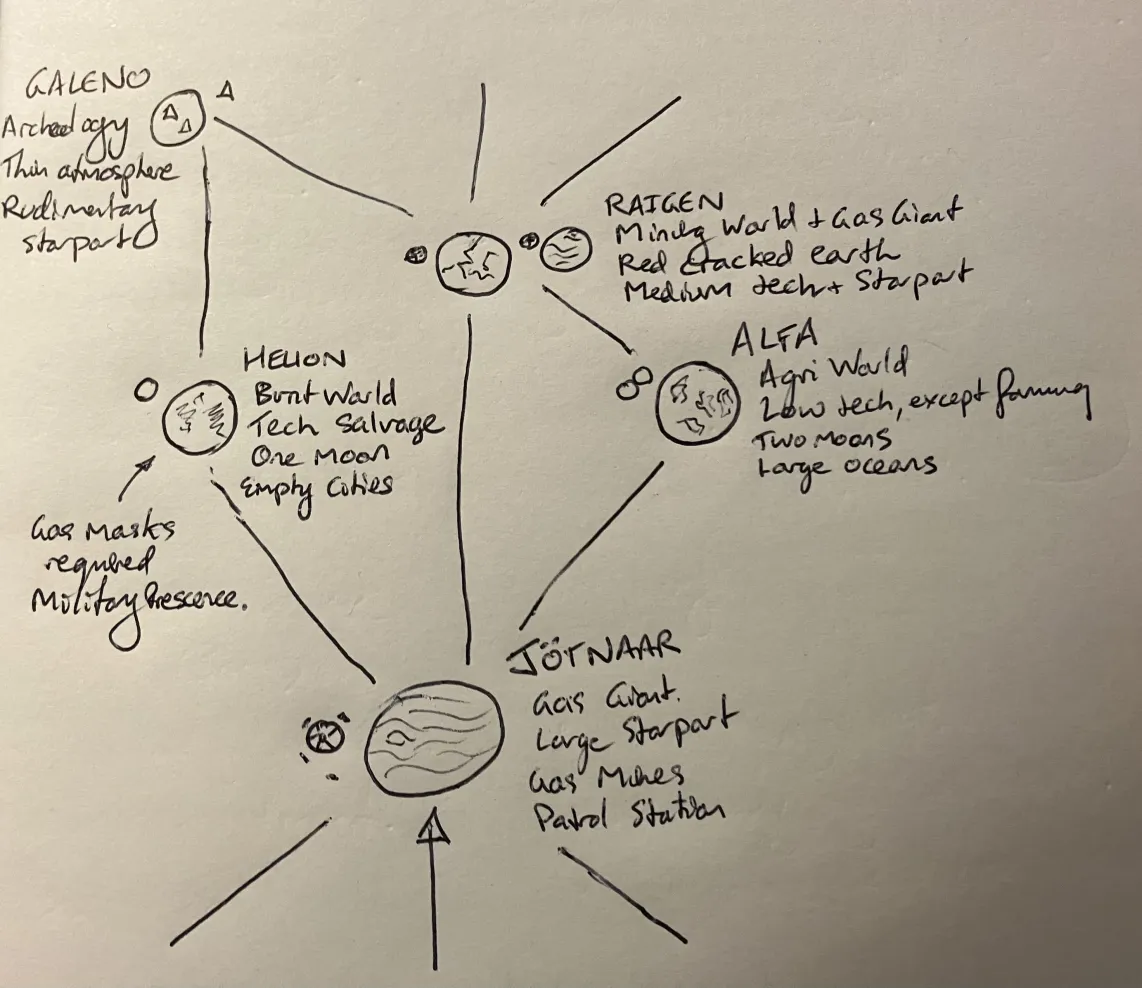 GALENO
Archeology
Thin atmosphere
Rudimentary
starport
RAIGEN
Mining World + Gas Giant
Red cracked earth
Medium tech + Starport
HELION
Burnt World
Tech Salvage
One Moon
Empty Cities
ALFA
Agri World
Low tech, except farming
Two Moons
Large oceans
Gas Masks
required
Military Prescence.
JÖTNAAR
Gas Giant.
Large Starport
Gas Mines
Patrol Station